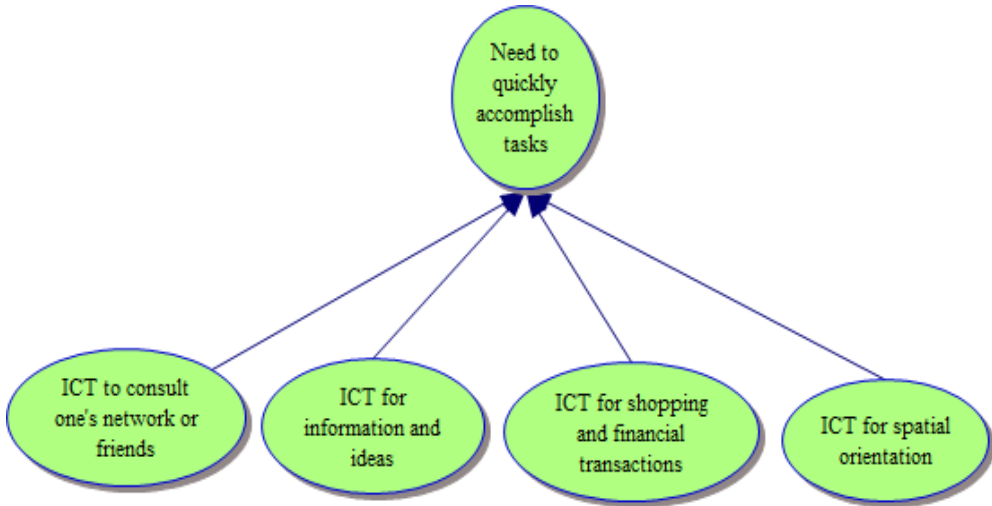 Need to
quickly
accomplish
tasks
ICT to consult
one's network or
friends
ICT for
information and
ideas
ICT for shopping
and financial
transactions
ICT for spatial
orientation